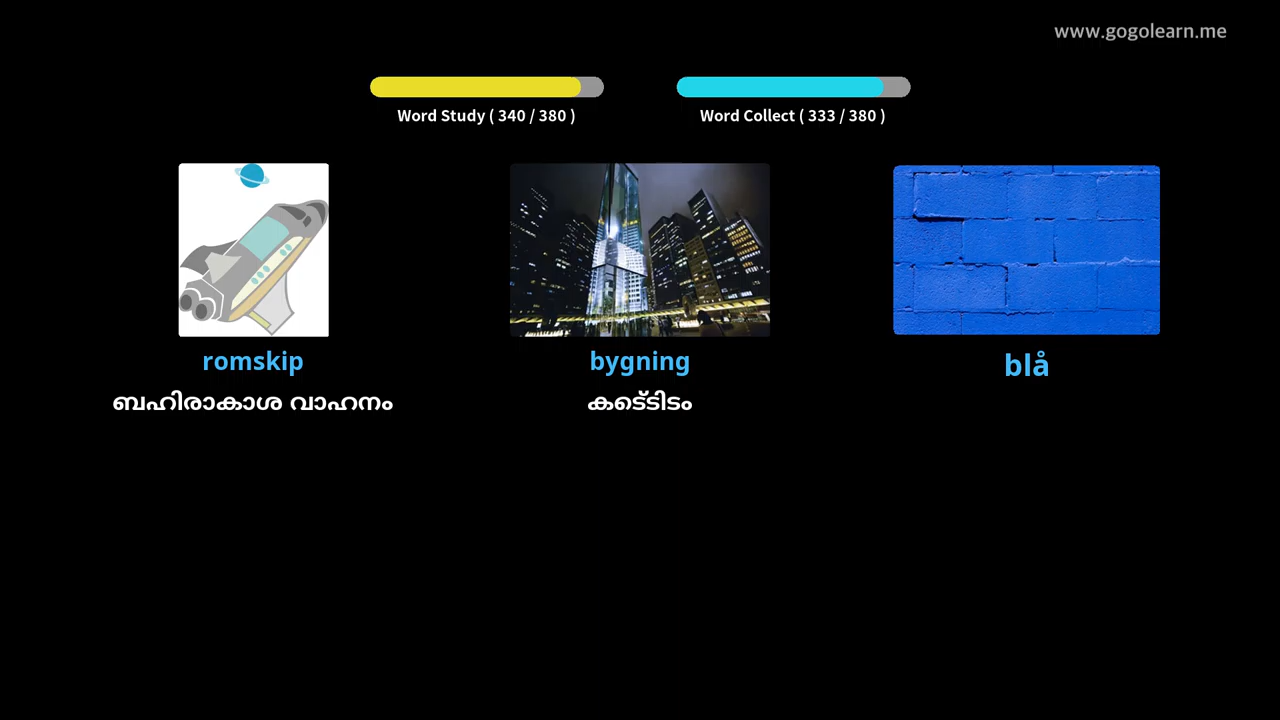 www.gogolearn.me
Word Study ( 340 / 380 )
Word Collect ( 333 / 380 )
romskip
bygning
blå
ബഹിരാകാശ വാഹനം
കെട്ടിടം